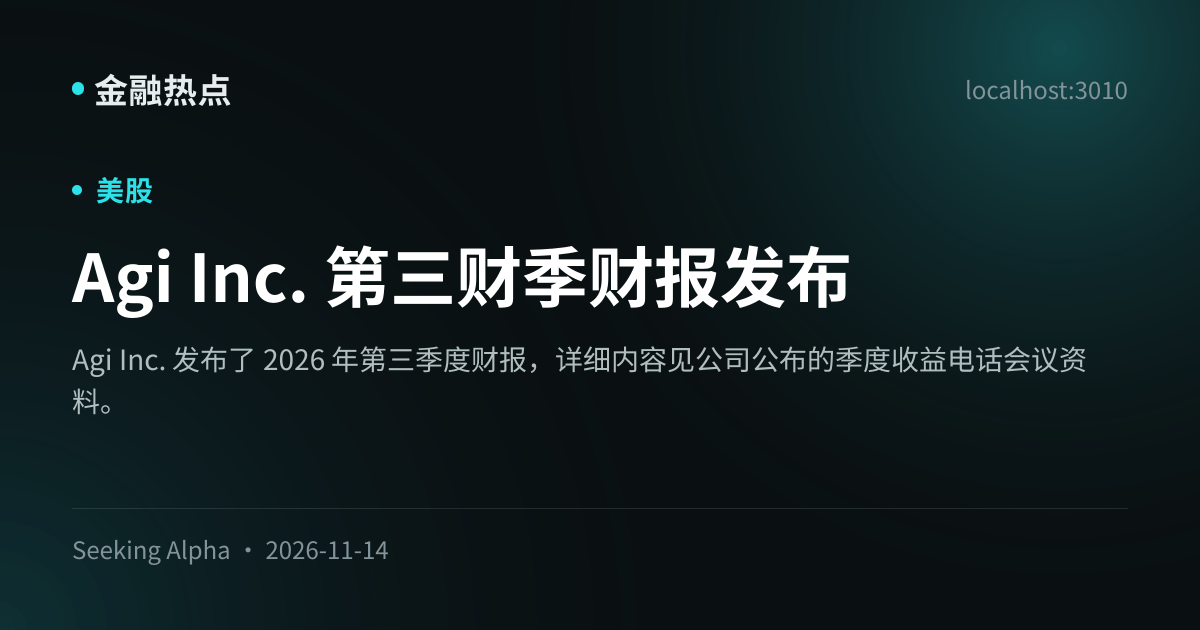 金融热点
localhost:3010
美股
Agi Inc. 第三财季财报发布
Agi Inc. 发布了 2026 年第三季度财报，详细内容见公司公布的季度收益电话会议资
料。
Seeking Alpha · 2026-11-14